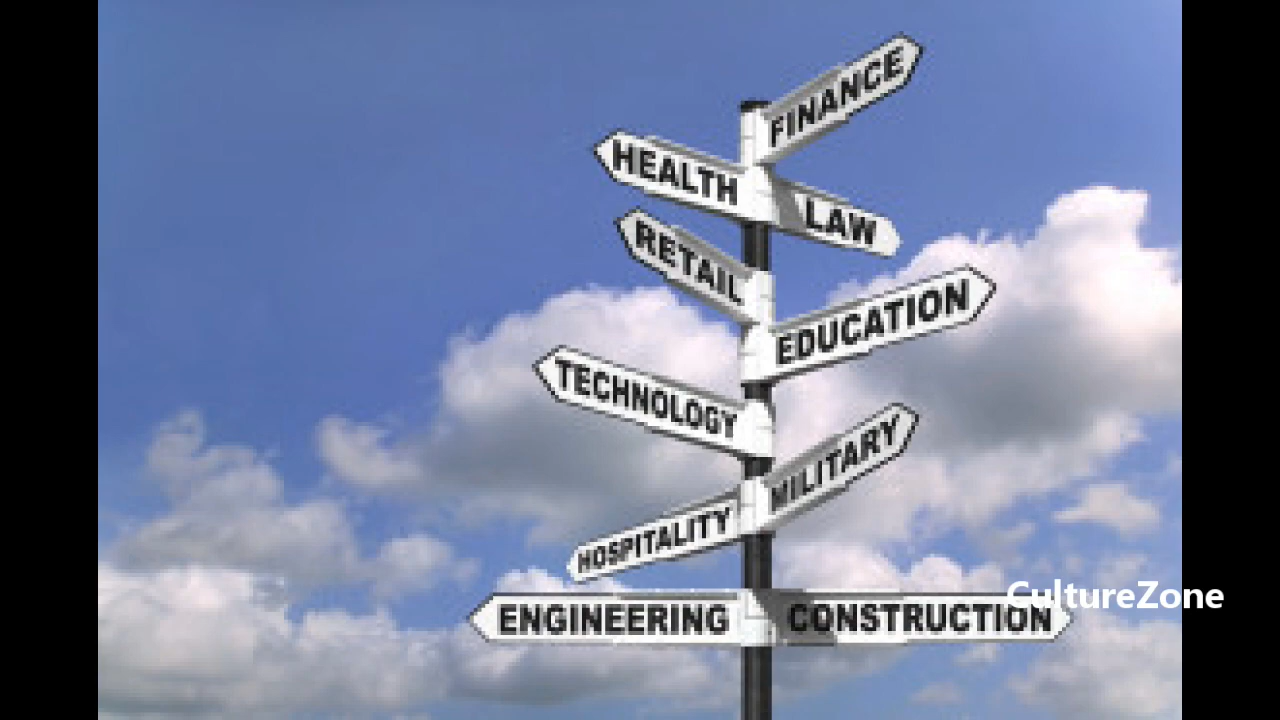 FINANCE
HEALTH
LAW
RETAIL
EDUCATION
TECHNOLOGY
MILITARY
HOSPITALITY
CultureZone
ENGINEERING
CONSTRUCTION